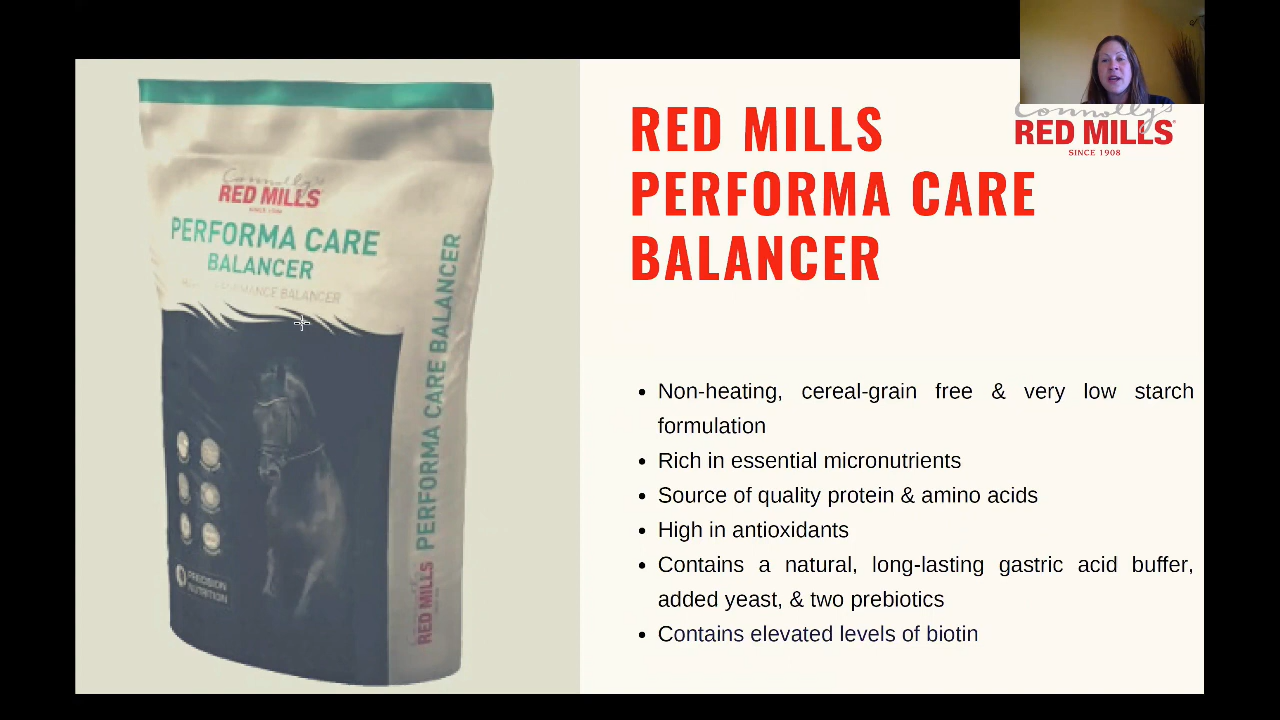 Connolly's
RED MILLS
SINCE 1908
PERFORMA CARE
BALANCER
PERFORMANCE BALANCER
PRECISION
NUTRITION
RED MILLS PERFORMA CARE BALANCER
Connolly's
RED MILLS
SINCE 1908
RED MILLS
PERFORMA CARE
BALANCER
• Non-heating, cereal-grain free & very low starch
formulation
• Rich in essential micronutrients
• Source of quality protein & amino acids
• High in antioxidants
• Contains a natural, long-lasting gastric acid buffer,
added yeast, & two prebiotics
• Contains elevated levels of biotin